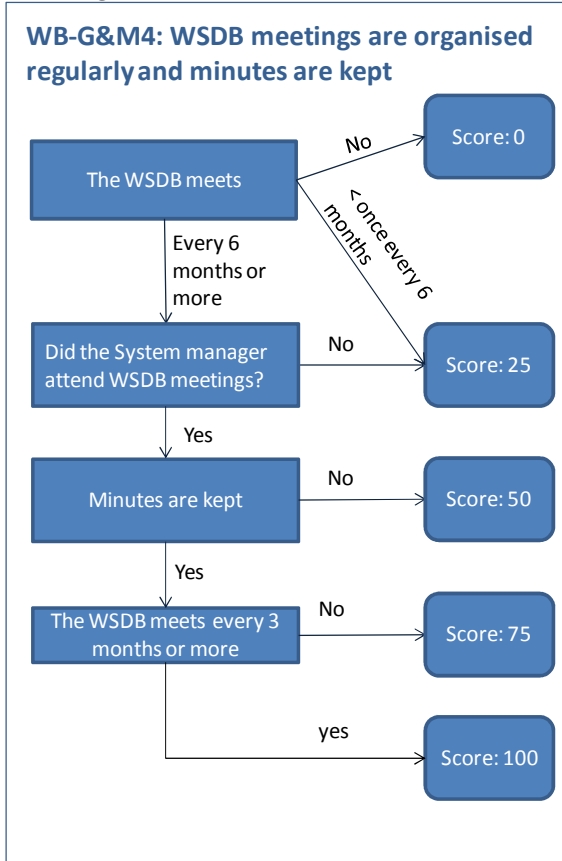 WB-G&M4: WSDB meetings are organised
regularly and minutes are kept
No
Score: 0
The WSDB meets
< once every 6
months
Every 6
months or
more
Did the System manager
attend WSDB meetings?
No
Score: 25
Yes
Minutes are kept
No
Score: 50
Yes
The WSDB meets every 3
months or more
No
Score: 75
yes
Score: 100